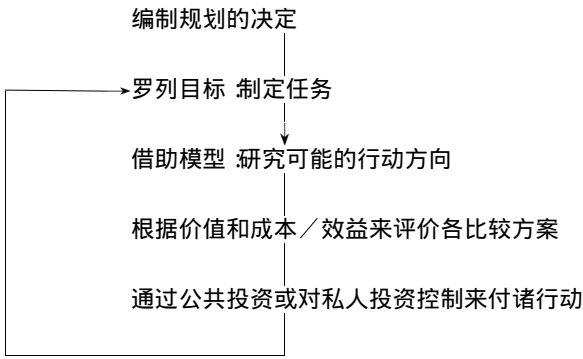 编制规划的决定
罗列目标:制定任务
借助模型:研究可能的行动方向
根据价值和成本／效益来评价各比较方案
通过公共投资或对私人投资控制来付诸行动